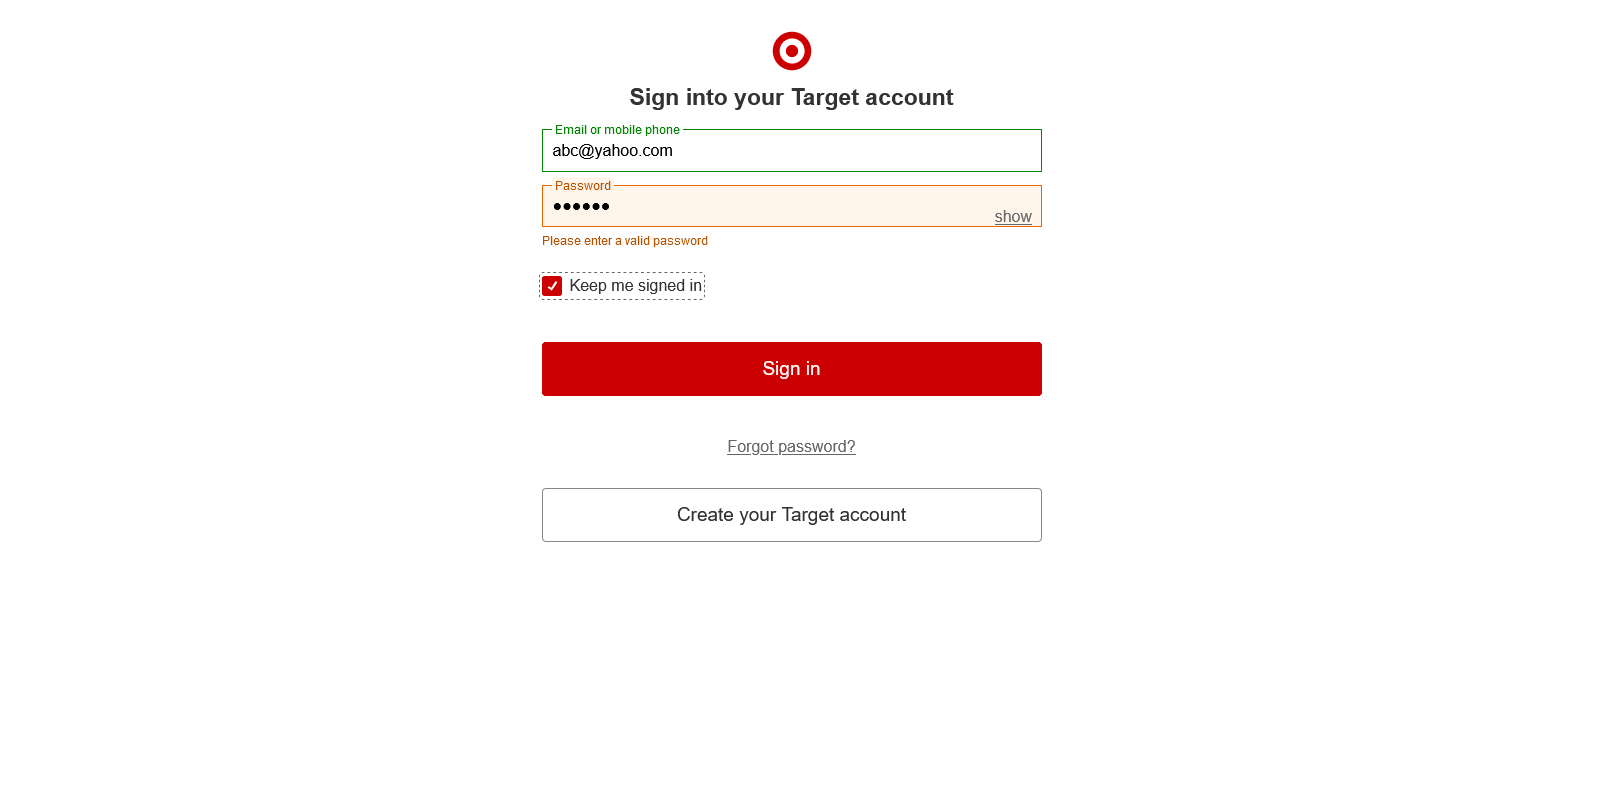 Sign into your Target account
Email or mobile phone
abc@yahoo.com
Password
••••••
show
Please enter a valid password
Keep me signed in
Sign in
Forgot password?
Create your Target account